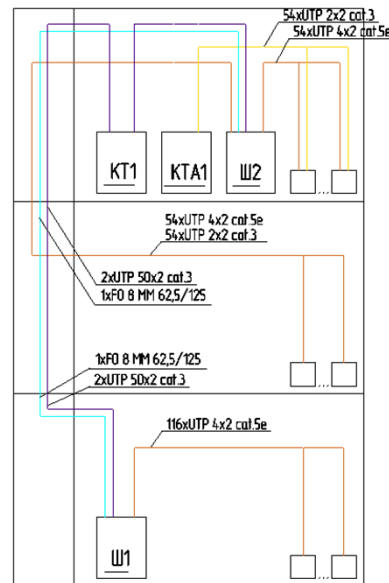 54xUTP 2x2 cat.3
54xUTP 4x2 cat.5e
КТ1
КТА1
Ш2
...
54xUTP 4x2 cat.5e
54xUTP 2x2 cat.3
2xUTP 50x2 cat.3
1xFO 8 MM 62,5/125
...
1xFO 8 MM 62,5/125
2xUTP 50x2 cat.3
116xUTP 4x2 cat.5e
Ш1
...